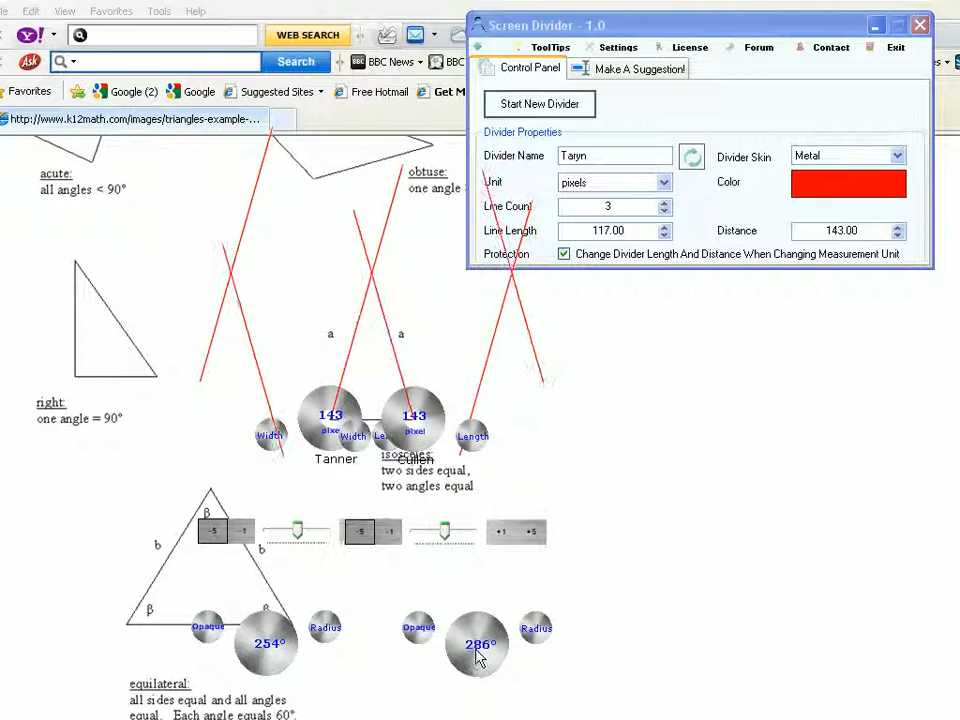 Edit View Favorites Tools Help
Screen Divider - 1.0
Y! WEB SEARCH
ToolTips Settings License Forum Contact Exit
Ask Search BBC News BBC
Control Panel Make A Suggestion!
Favorites Google (2) Google Suggested Sites Free Hotmail Get M
Start New Divider
http://www.k12math.com/images/triangles-example-...
Divider Properties
Divider Name Taryn Divider Skin Metal
Unit pixels Color
Line Count 3
Line Length 117.00 Distance 143.00
Protection Change Divider Length And Distance When Changing Measurement Unit
acute:
all angles < 90°
obtuse:
one angle >
a a
right:
one angle = 90°
143 143
pixel
Width Width Length
Tanner Cullen
isosceles:
two sides equal,
two angles equal
β
-5 -1 -5 -1 +1 +5
b b
β β
Opaque Radius Opaque Radius
254° 286°
equilateral:
all sides equal and all angles
equal. Each angle equals 60°.